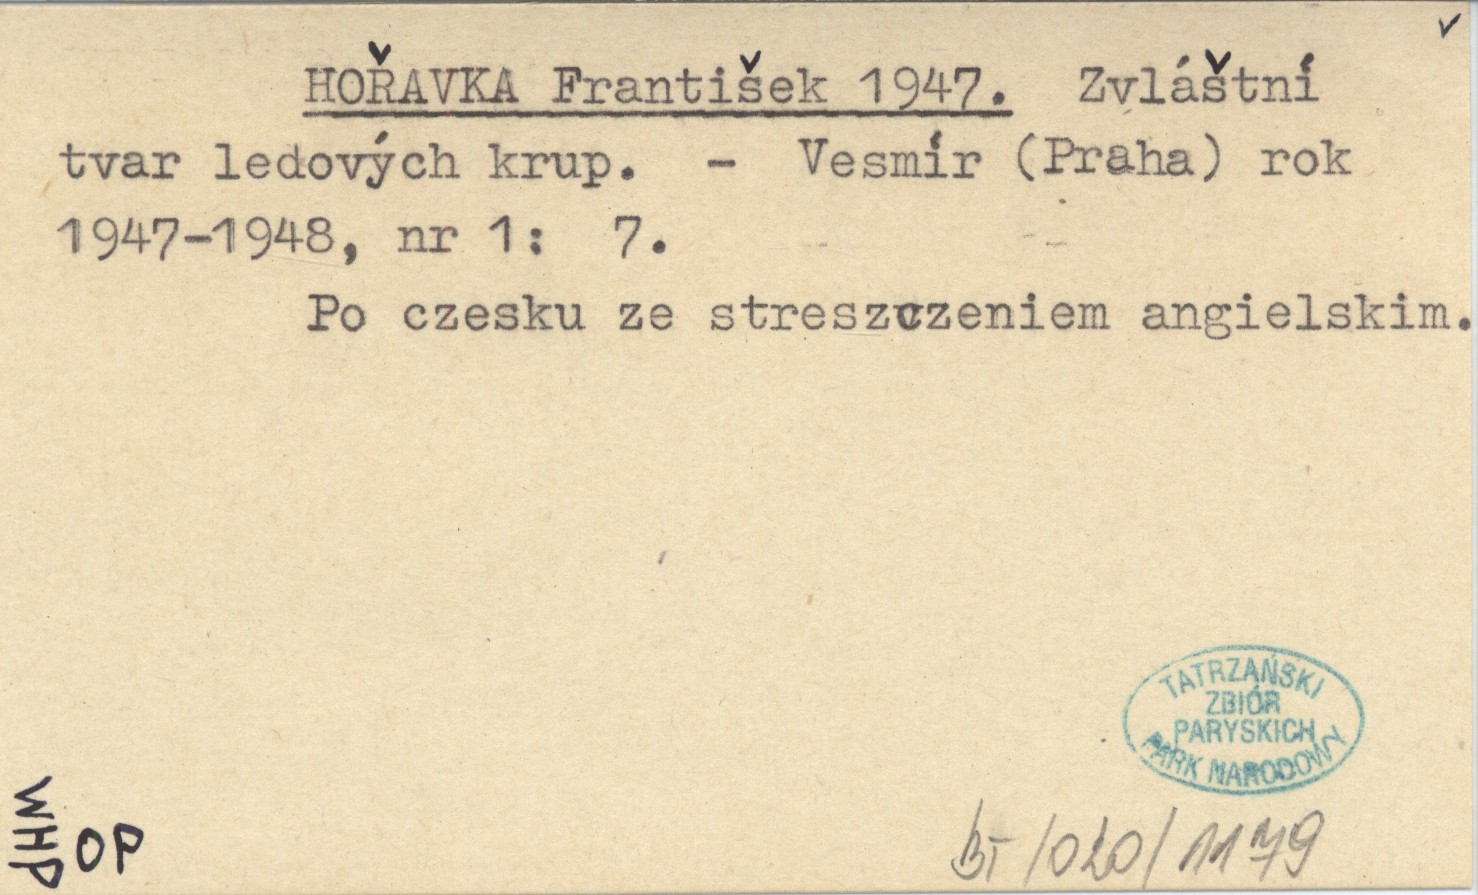 HOŘAVKA František 1947. Zvláštní
tvar ledových krup. - Vesmír (Praha) rok
1947-1948, nr 1: 7.
Po czesku ze streszczeniem angielskim.
TATRZAŃSKI
ZBIÓR
PARYSKICH
PARK NARODOWY
WHP
OP
BT/020/1179